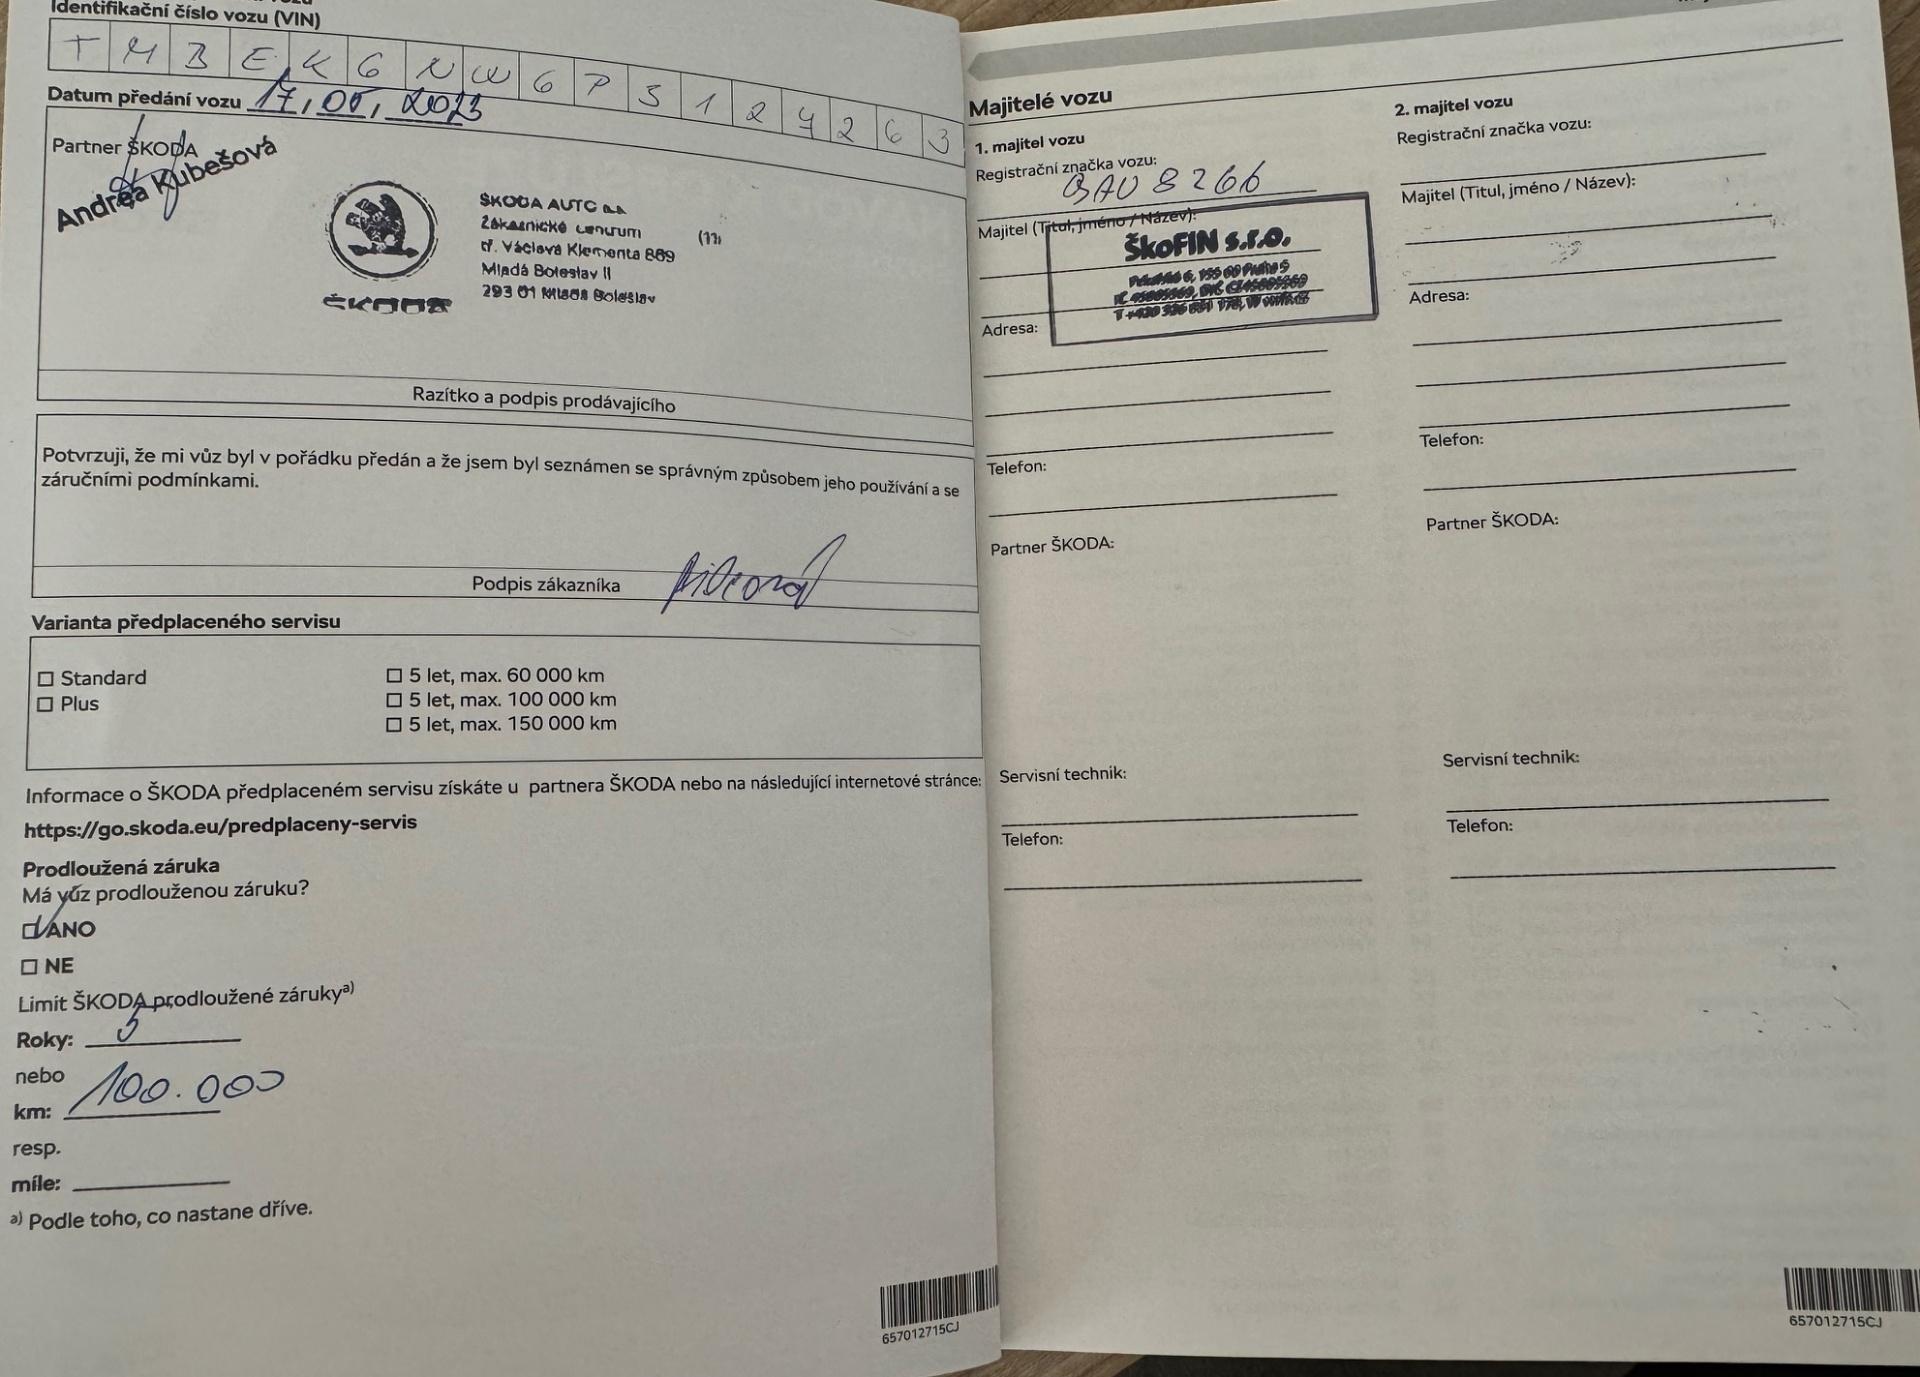 Identifikační číslo vozu (VIN)
T M B E K G N W 6 P 3 1 2 4 2 6 3
Datum předání vozu 17, 05, 2023
Partner ŠKODA
Andrea Kubešová
ŠKODA AUTO a.s.
Zákaznické centrum
(11)
tř. Václava Klementa 869
Mladá Boleslav II
293 01 Mladá Boleslav
ŠKODA
Razítko a podpis prodávajícího
Potvrzuji, že mi vůz byl v pořádku předán a že jsem byl seznámen se správným způsobem jeho používání a se
záručními podmínkami.
Podpis zákazníka
Varianta předplaceného servisu
Standard
Plus
5 let, max. 60 000 km
5 let, max. 100 000 km
5 let, max. 150 000 km
Informace o ŠKODA předplaceném servisu získáte u partnera ŠKODA nebo na následující internetové stránce:
https://go.skoda.eu/predplaceny-servis
Prodloužená záruka
Má vůz prodlouženou záruku?
ANO
NE
Limit ŠKODA prodloužené záruky a)
Roky: 5
nebo
km: 100.000
resp.
míle:
a) Podle toho, co nastane dříve.
657012715CJ
Majitelé vozu
1. majitel vozu
Registrační značka vozu:
8266
Majitel (Titul, jméno / Název):
ŠkoFIN s.r.o.
Adresa:
Telefon:
Partner ŠKODA:
Servisní technik:
Telefon:
2. majitel vozu
Registrační značka vozu:
Majitel (Titul, jméno / Název):
Adresa:
Telefon:
Partner ŠKODA:
Servisní technik:
Telefon:
657012715CJ